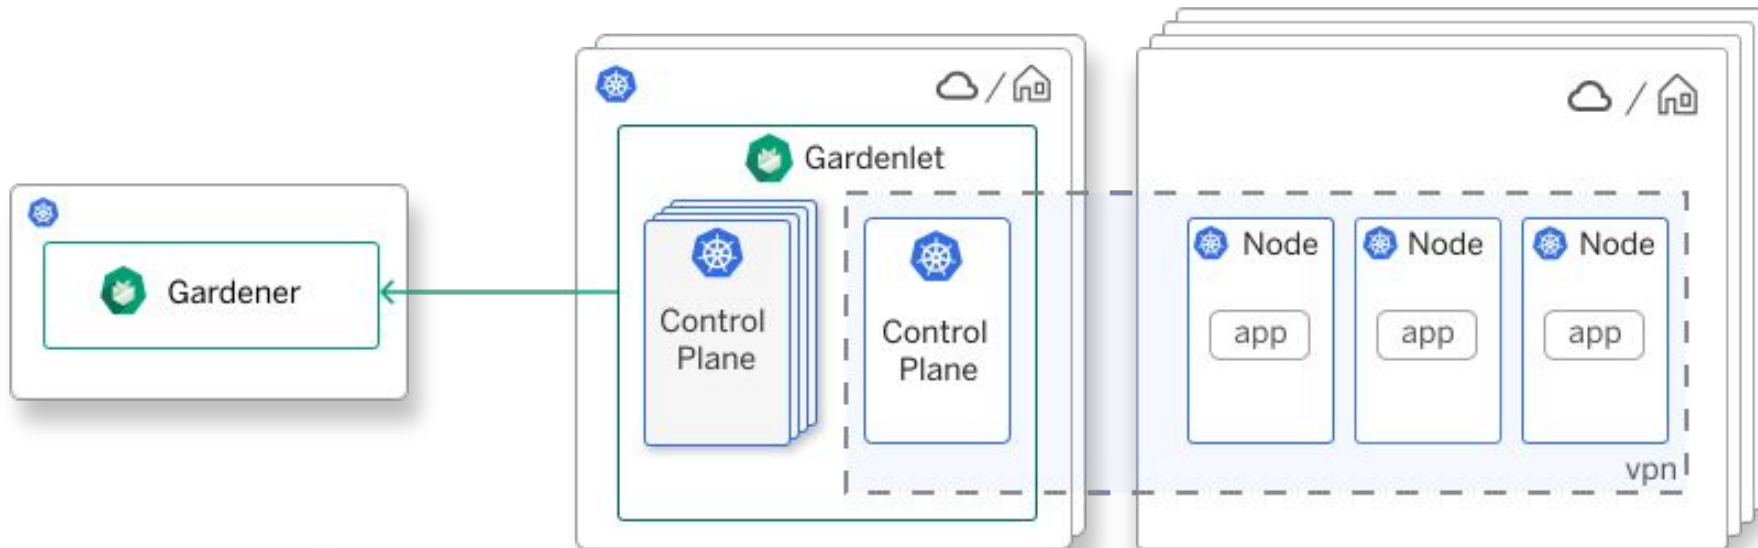 Gardener
Gardenlet
Control
Plane
Control
Plane
Node
app
Node
app
Node
app
vpn